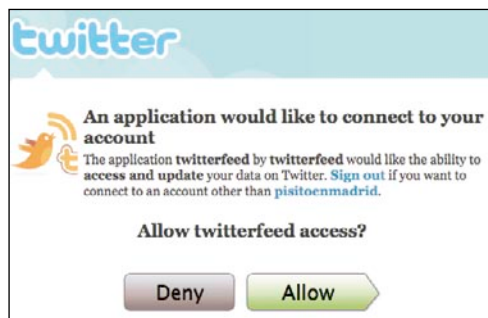 twitter
An application would like to connect to your
account
The application twitterfeed by twitterfeed would like the ability to
access and update your data on Twitter. Sign out if you want to
connect to an account other than pisitoenmadrid.
Allow twitterfeed access?
Deny Allow